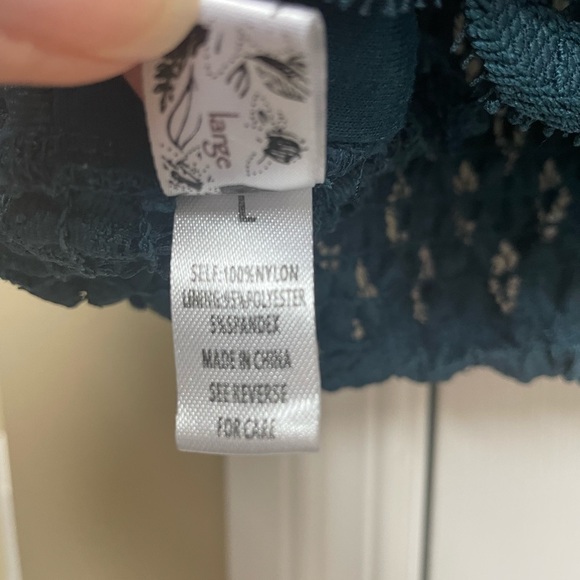 Large
L
SELF:100%NYLON
LINING:95%POLYESTER
5%SPANDEX
MADE IN CHINA
SEE REVERSE
FOR CARE